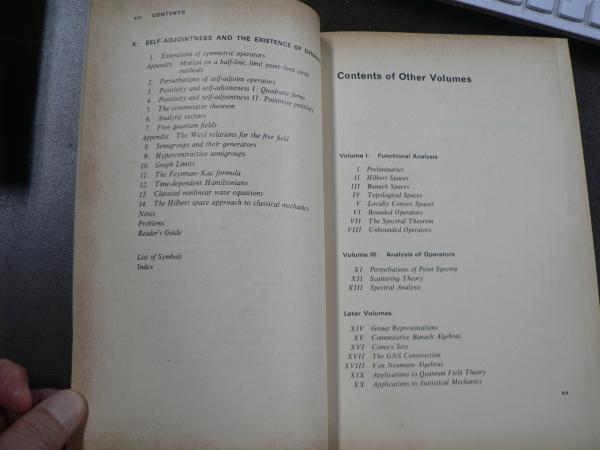 xiv CONTENTS
X: SELF-ADJOINTNESS AND THE EXISTENCE OF
1. Extensions of symmetric operators
Appendix Motion on a half-line, limit point-limit circle
methods
2. Perturbations of self-adjoint operators
3. Positivity and self-adjointness I: Quadratic forms
4. Positivity and self-adjointness II: Pointwise positivity
5. The commutator theorem
6. Analytic vectors
7. Free quantum fields
Appendix The Weyl relations for the free field
8. Semigroups and their generators
9. Hypercontractive semigroups
10. Graph Limits
11. The Feynman-Kac formula
12. Time-dependent Hamiltonians
13. Classical nonlinear wave equations
14. The Hilbert space approach to classical mechanics
Notes
Problems
Reader's Guide
List of Symbols
Index
Contents of Other Volumes
Volume I: Functional Analysis
I Preliminaries
II Hilbert Spaces
III Banach Spaces
IV Topological Spaces
V Locally Convex Spaces
VI Bounded Operators
VII The Spectral Theorem
VIII Unbounded Operators
Volume III: Analysis of Operators
XI Perturbations of Point Spectra
XII Scattering Theory
XIII Spectral Analysis
Later Volumes
XIV Group Representations
XV Commutative Banach Algebras
XVI Convex Sets
XVII The GNS Construction
XVIII Von Neumann Algebras
XIX Applications to Quantum Field Theory
XX Applications to Statistical Mechanics
xv